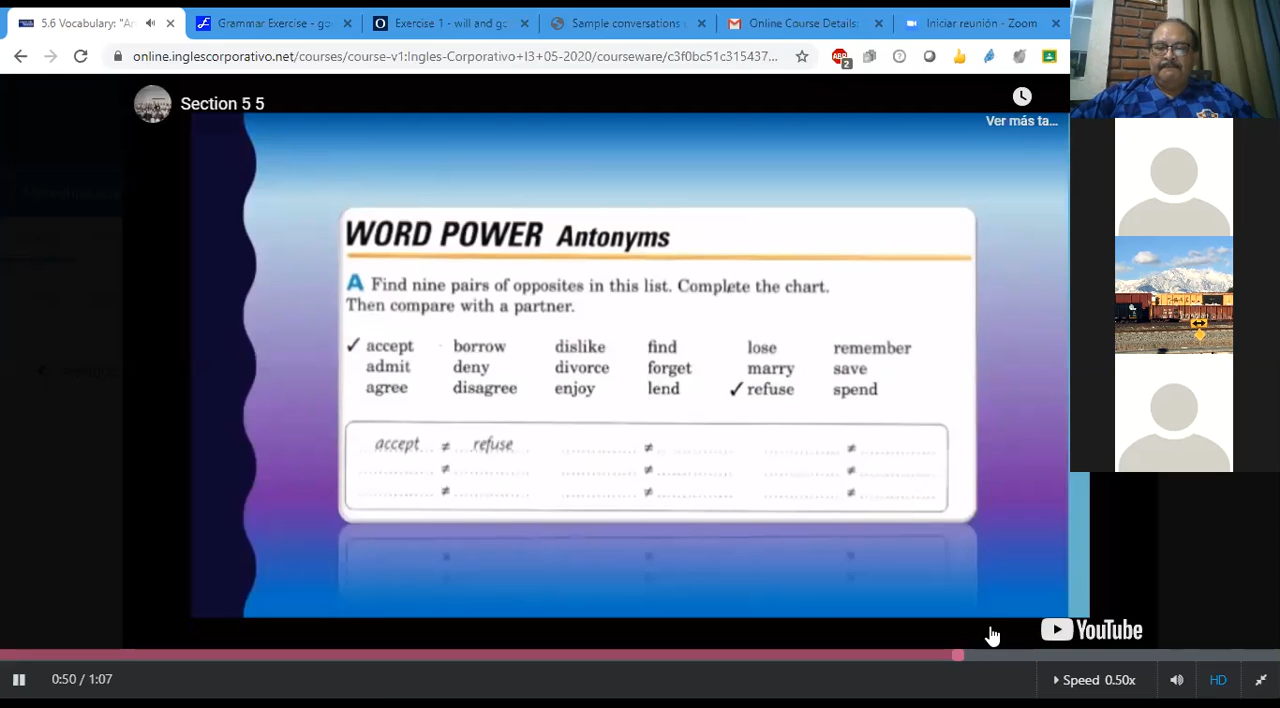 5.6 Vocabulary: "An
Grammar Exercise - go
Exercise 1 - will and go
Sample conversations
Online Course Details:
Iniciar reunión - Zoom
online.inglescorporativo.net/courses/course-v1:Ingles-Corporativo+I3+05-2020/courseware/c3f0bc51c315437...
ABP
2
Section 5 5
Ver más ta...
WORD POWER Antonyms
A Find nine pairs of opposites in this list. Complete the chart.
Then compare with a partner.
✓ accept borrow dislike find lose remember
admit deny divorce forget marry save
agree disagree enjoy lend ✓ refuse spend
accept ≠ refuse ≠ ≠
≠ ≠ ≠
≠ ≠ ≠
YouTube
0:50 / 1:07
Speed 0.50x
HD